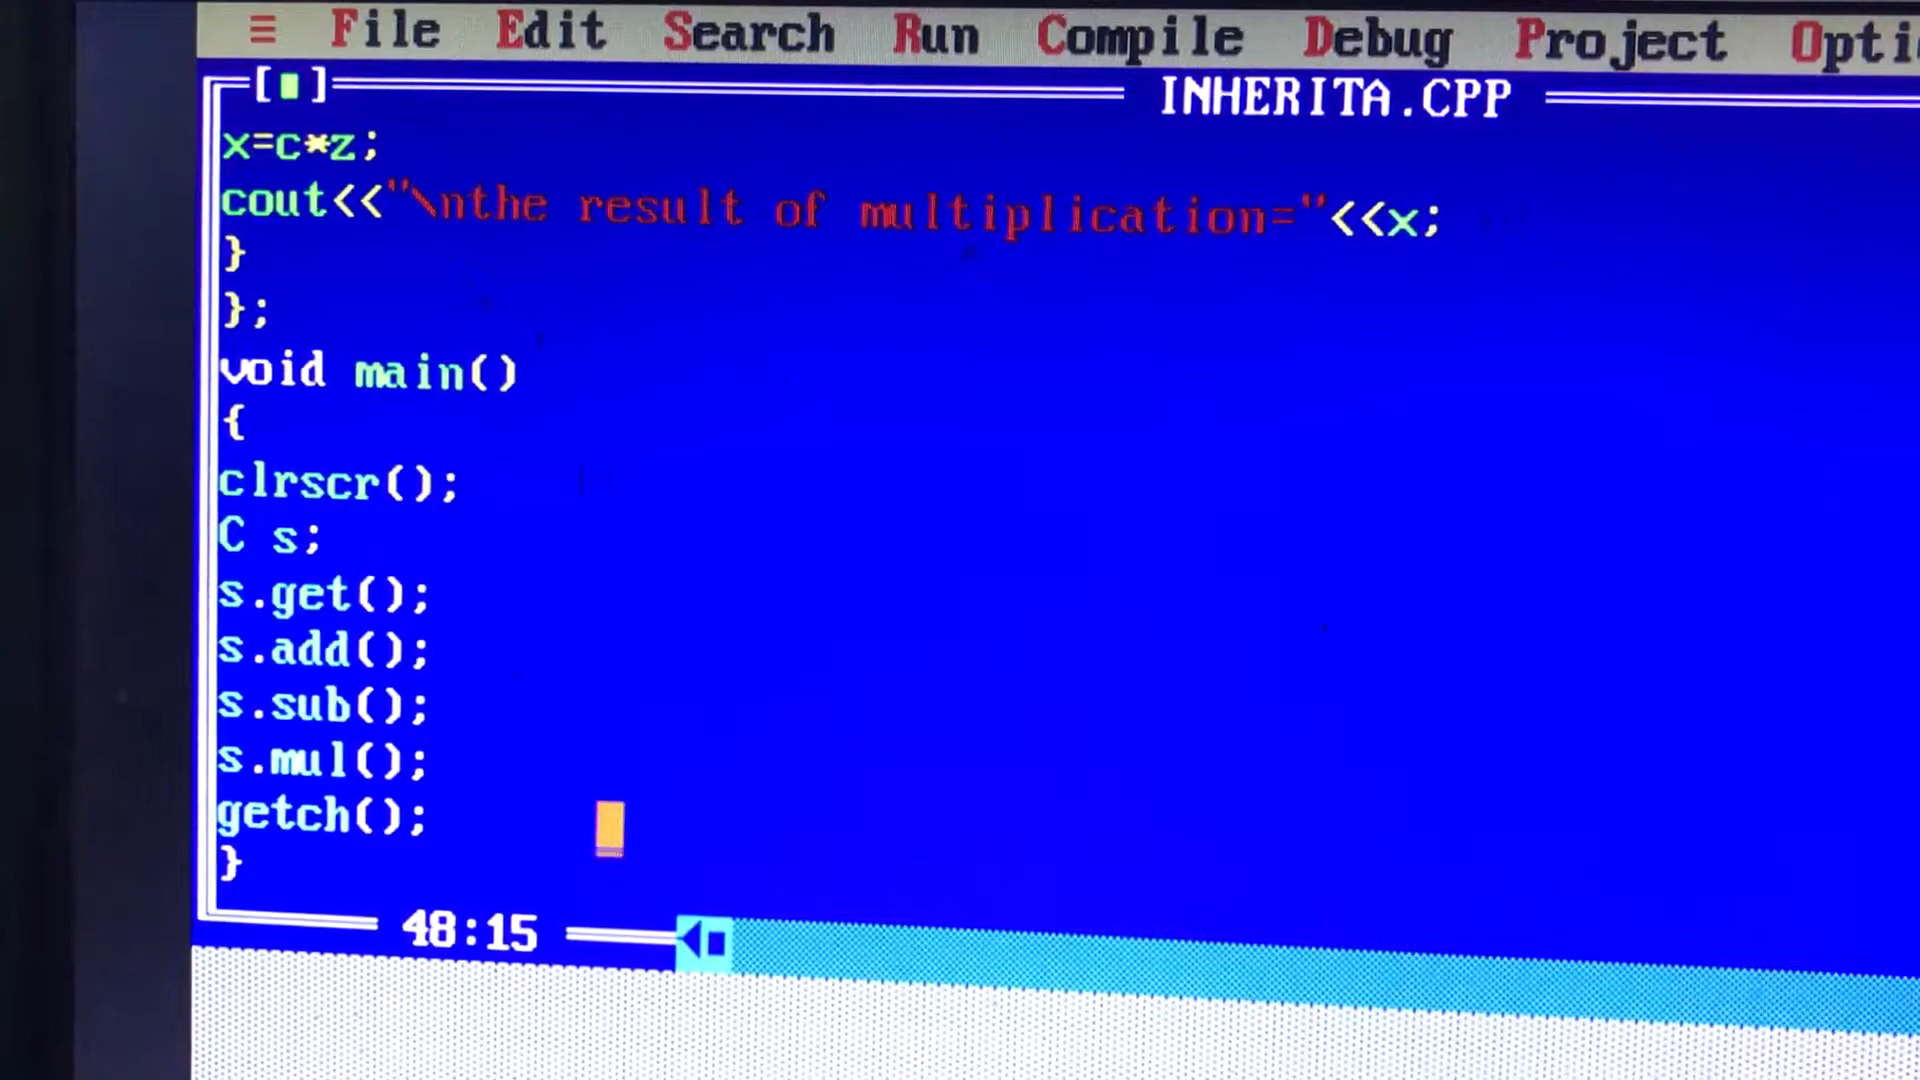 ≡ File Edit Search Run Compile Debug Project
INHERITA.CPP
x=c*z;
cout<<"\nthe result of multiplication="<<x;
}
};
void main()
{
clrscr();
C s;
s.get();
s.add();
s.sub();
s.mul();
getch();
}
48:15